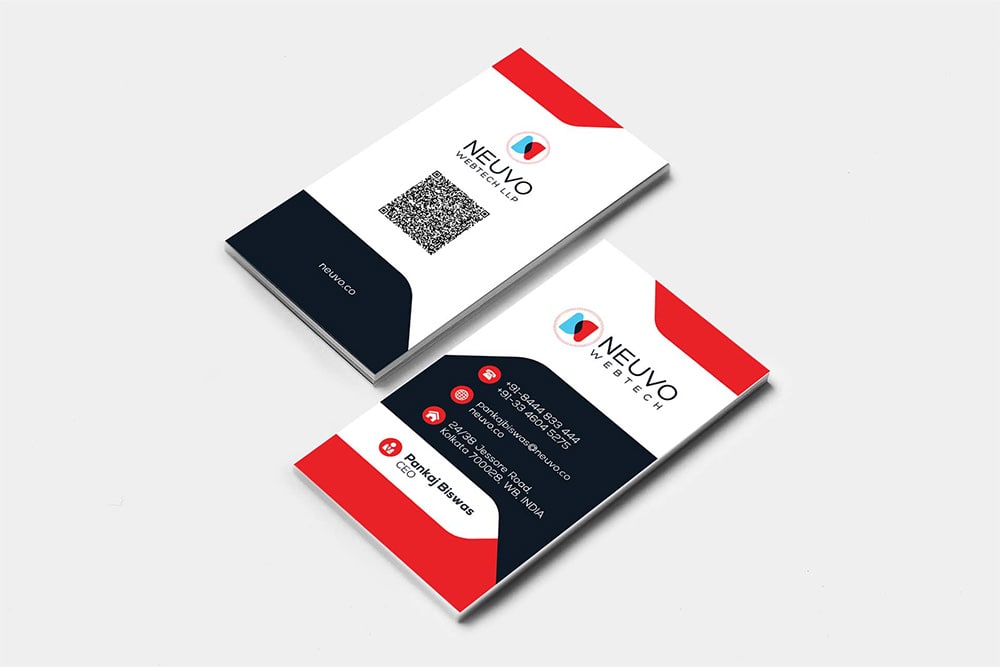 NEUVO
WEBTECH LLP
neuvo.co
NEUVO
WEBTECH
+91-8444 833 444
+91-33 4604 5275
pankajbiswas@neuvo.co
neuvo.co
24/38 Jessore Road,
Kolkata 700028, WB, INDIA
Pankaj Biswas
CEO